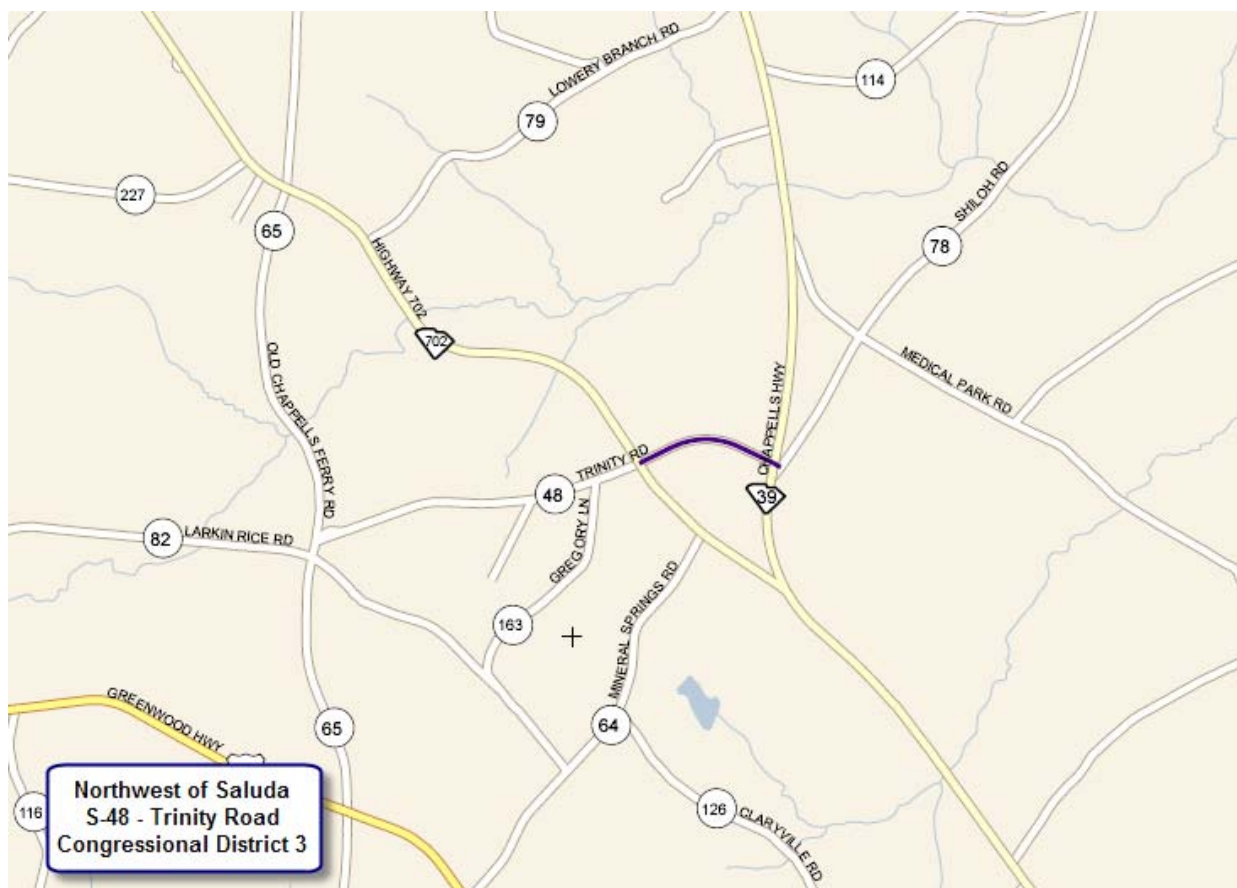 LOWERY BRANCH RD
114
79
227
65
SHILOH RD
78
HIGHWAY 702
702
OLD CHAPPELLS FERRY RD
MEDICAL PARK RD
CHAPPELLS HWY
TRINITY RD
48
39
82
LARKIN RICE RD
GREGORY LN
163
MINERAL SPRINGS RD
GREENWOOD HWY
65
64
116
126
CLARYVILLE RD
Northwest of Saluda
S-48 - Trinity Road
Congressional District 3